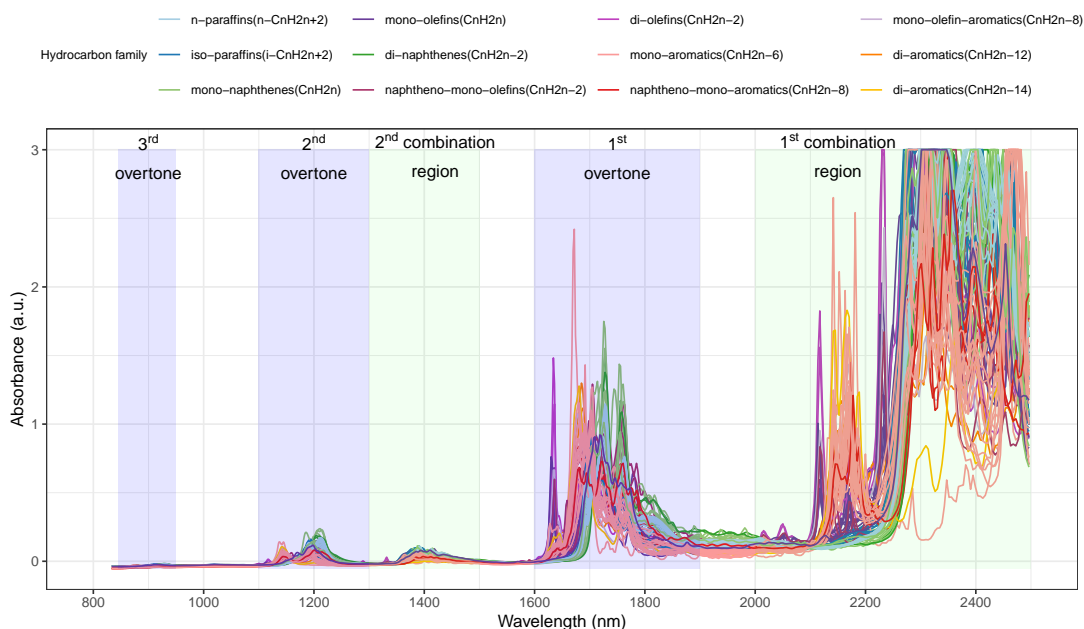 n−paraffins(n−CnH2n+2) mono−olefins(CnH2n) di−olefins(CnH2n−2) mono−olefin−aromatics(CnH2n−8)
Hydrocarbon family iso−paraffins(i−CnH2n+2) di−naphthenes(CnH2n−2) mono−aromatics(CnH2n−6) di−aromatics(CnH2n−12)
mono−naphthenes(CnH2n) naphtheno−mono−olefins(CnH2n−2) naphtheno−mono−aromatics(CnH2n−8) di−aromatics(CnH2n−14)
3rd 2nd 2nd combination 1st 1st combination
overtone overtone region overtone region
3
2
1
0
Absorbance (a.u.)
800 1000 1200 1400 1600 1800 2000 2200 2400
Wavelength (nm)